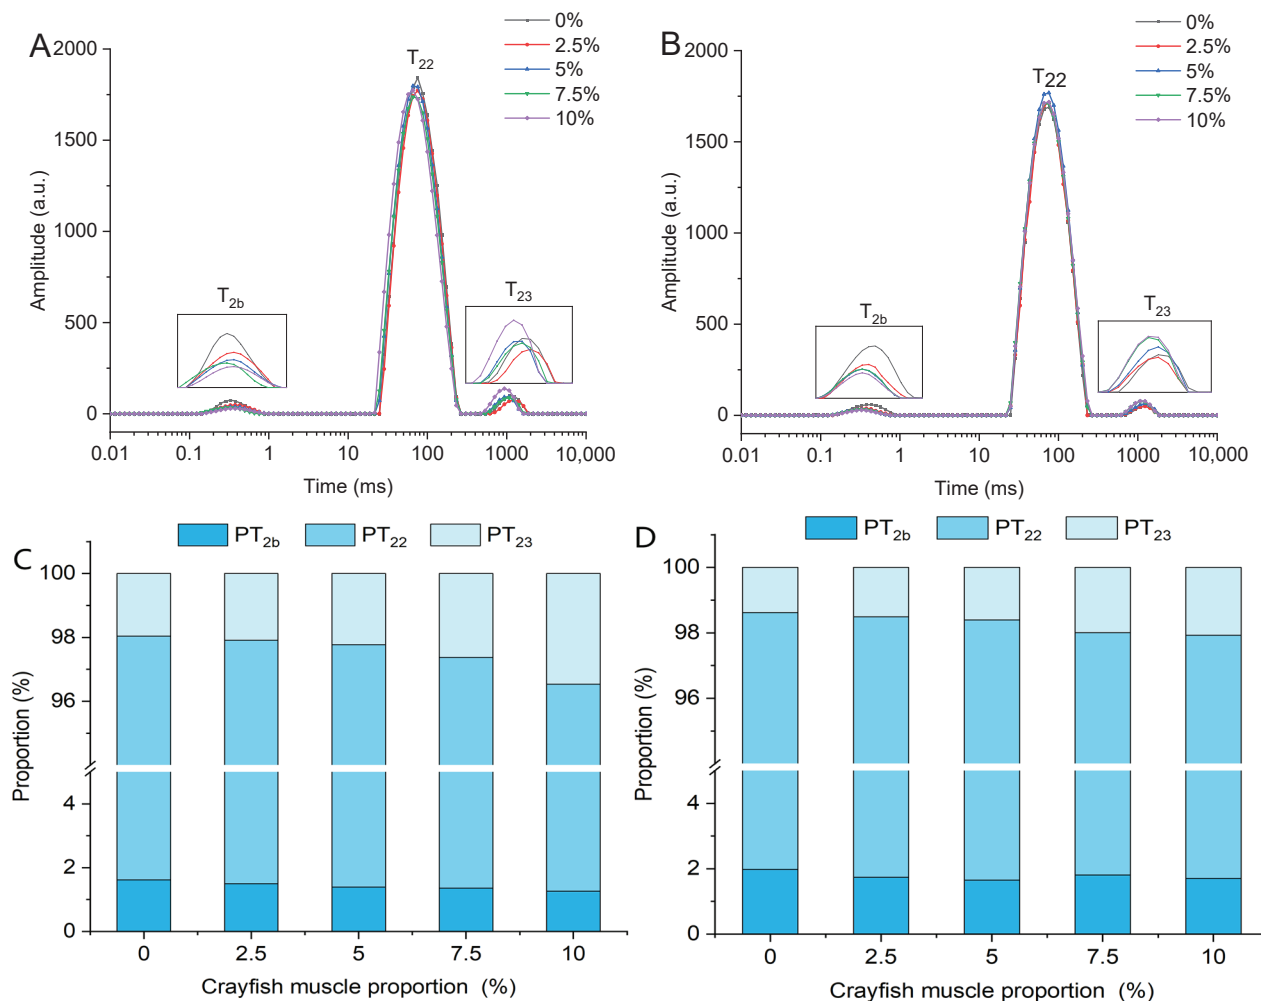 A
2000
1500
1000
500
0
Amplitude (a.u.)
T22
T2b
T23
0%
2.5%
5%
7.5%
10%
0.01 0.1 1 10 100 1000 10,000
Time (ms)
B
2000
1500
1000
500
0
Amplitude (a.u.)
T22
T2b
T23
0%
2.5%
5%
7.5%
10%
0.01 0.1 1 10 100 1000 10,000
Time (ms)
C
PT2b PT22 PT23
100
98
96
4
2
0
Proportion (%)
0 2.5 5 7.5 10
Crayfish muscle proportion (%)
D
PT2b PT22 PT23
100
98
96
4
2
0
Proportion (%)
0 2.5 5 7.5 10
Crayfish muscle proportion (%)